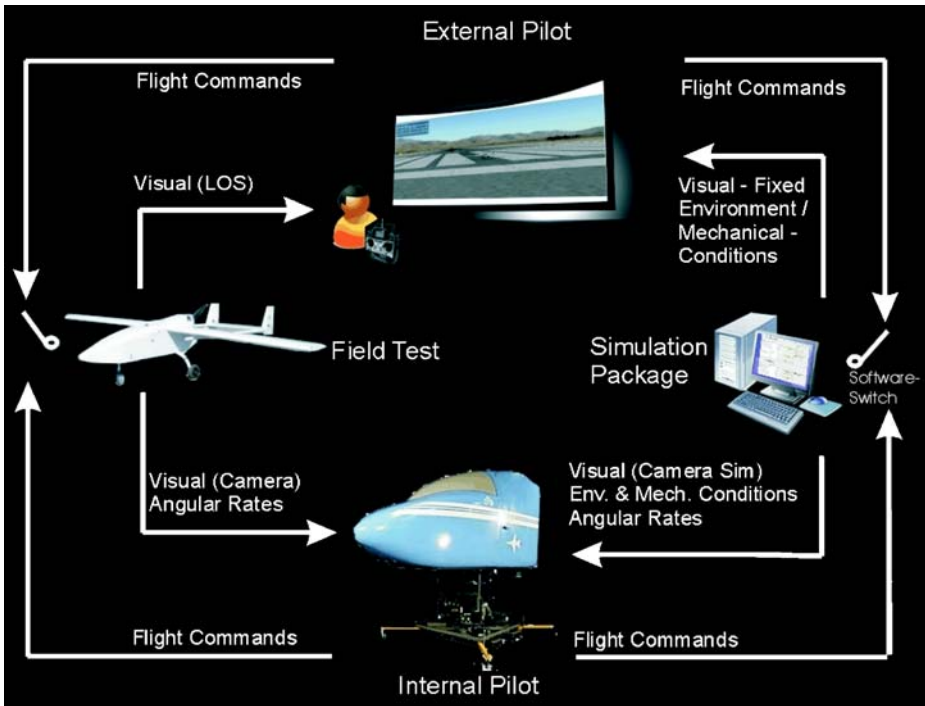 External Pilot
Flight Commands
Flight Commands
Visual (LOS)
Visual - Fixed
Environment /
Mechanical -
Conditions
Field Test
Simulation
Package
Software-
Switch
Visual (Camera)
Angular Rates
Visual (Camera Sim)
Env. & Mech. Conditions
Angular Rates
Flight Commands
Flight Commands
Internal Pilot